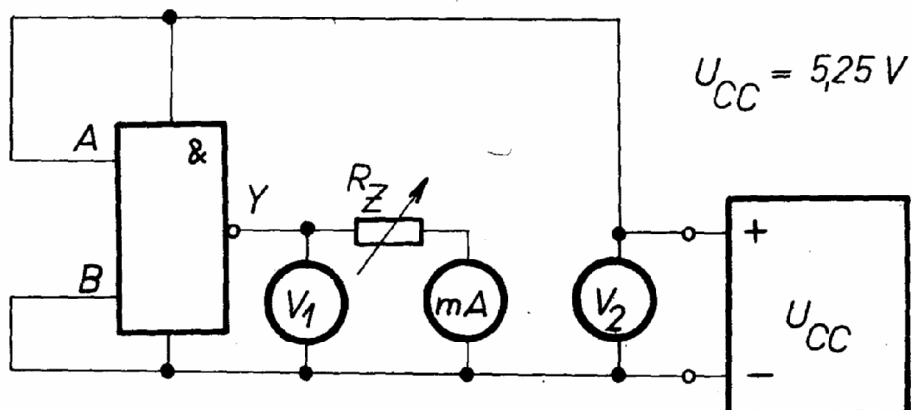 U_CC = 5,25 V
A
&
R_Z
Y
+
B
V_1
mA
V_2
U_CC
−